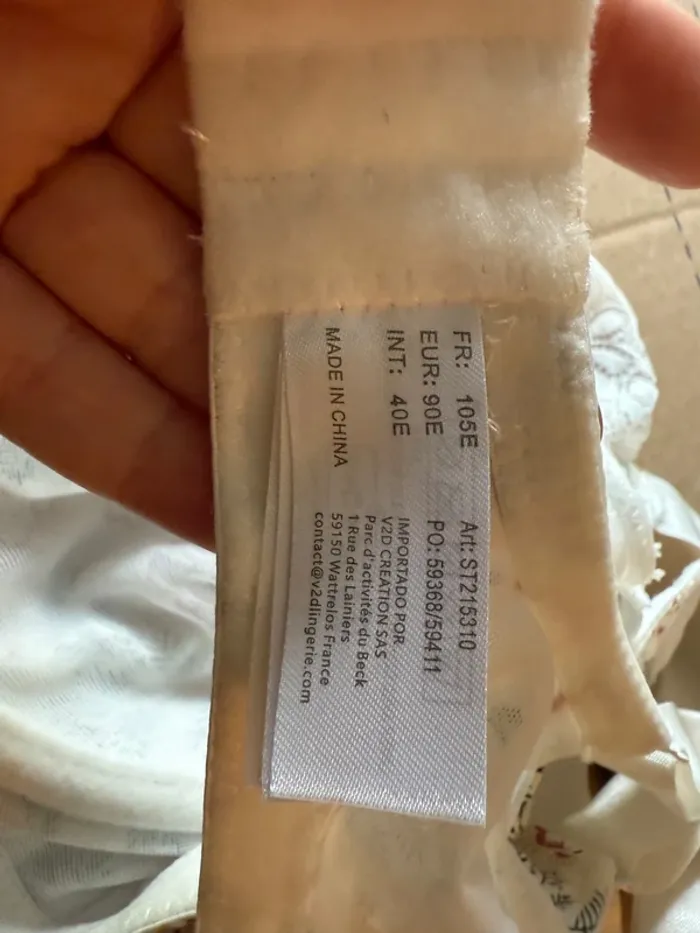 FR: 105E
EUR: 90E
INT: 40E
MADE IN CHINA
Art: ST215310
PO: 59368/59411
IMPORTADO POR
V2D CREATION SAS
Parc d'activités du Beck
1 Rue des Lainiers
59150 Wattrelos France
contact@v2dlingerie.com